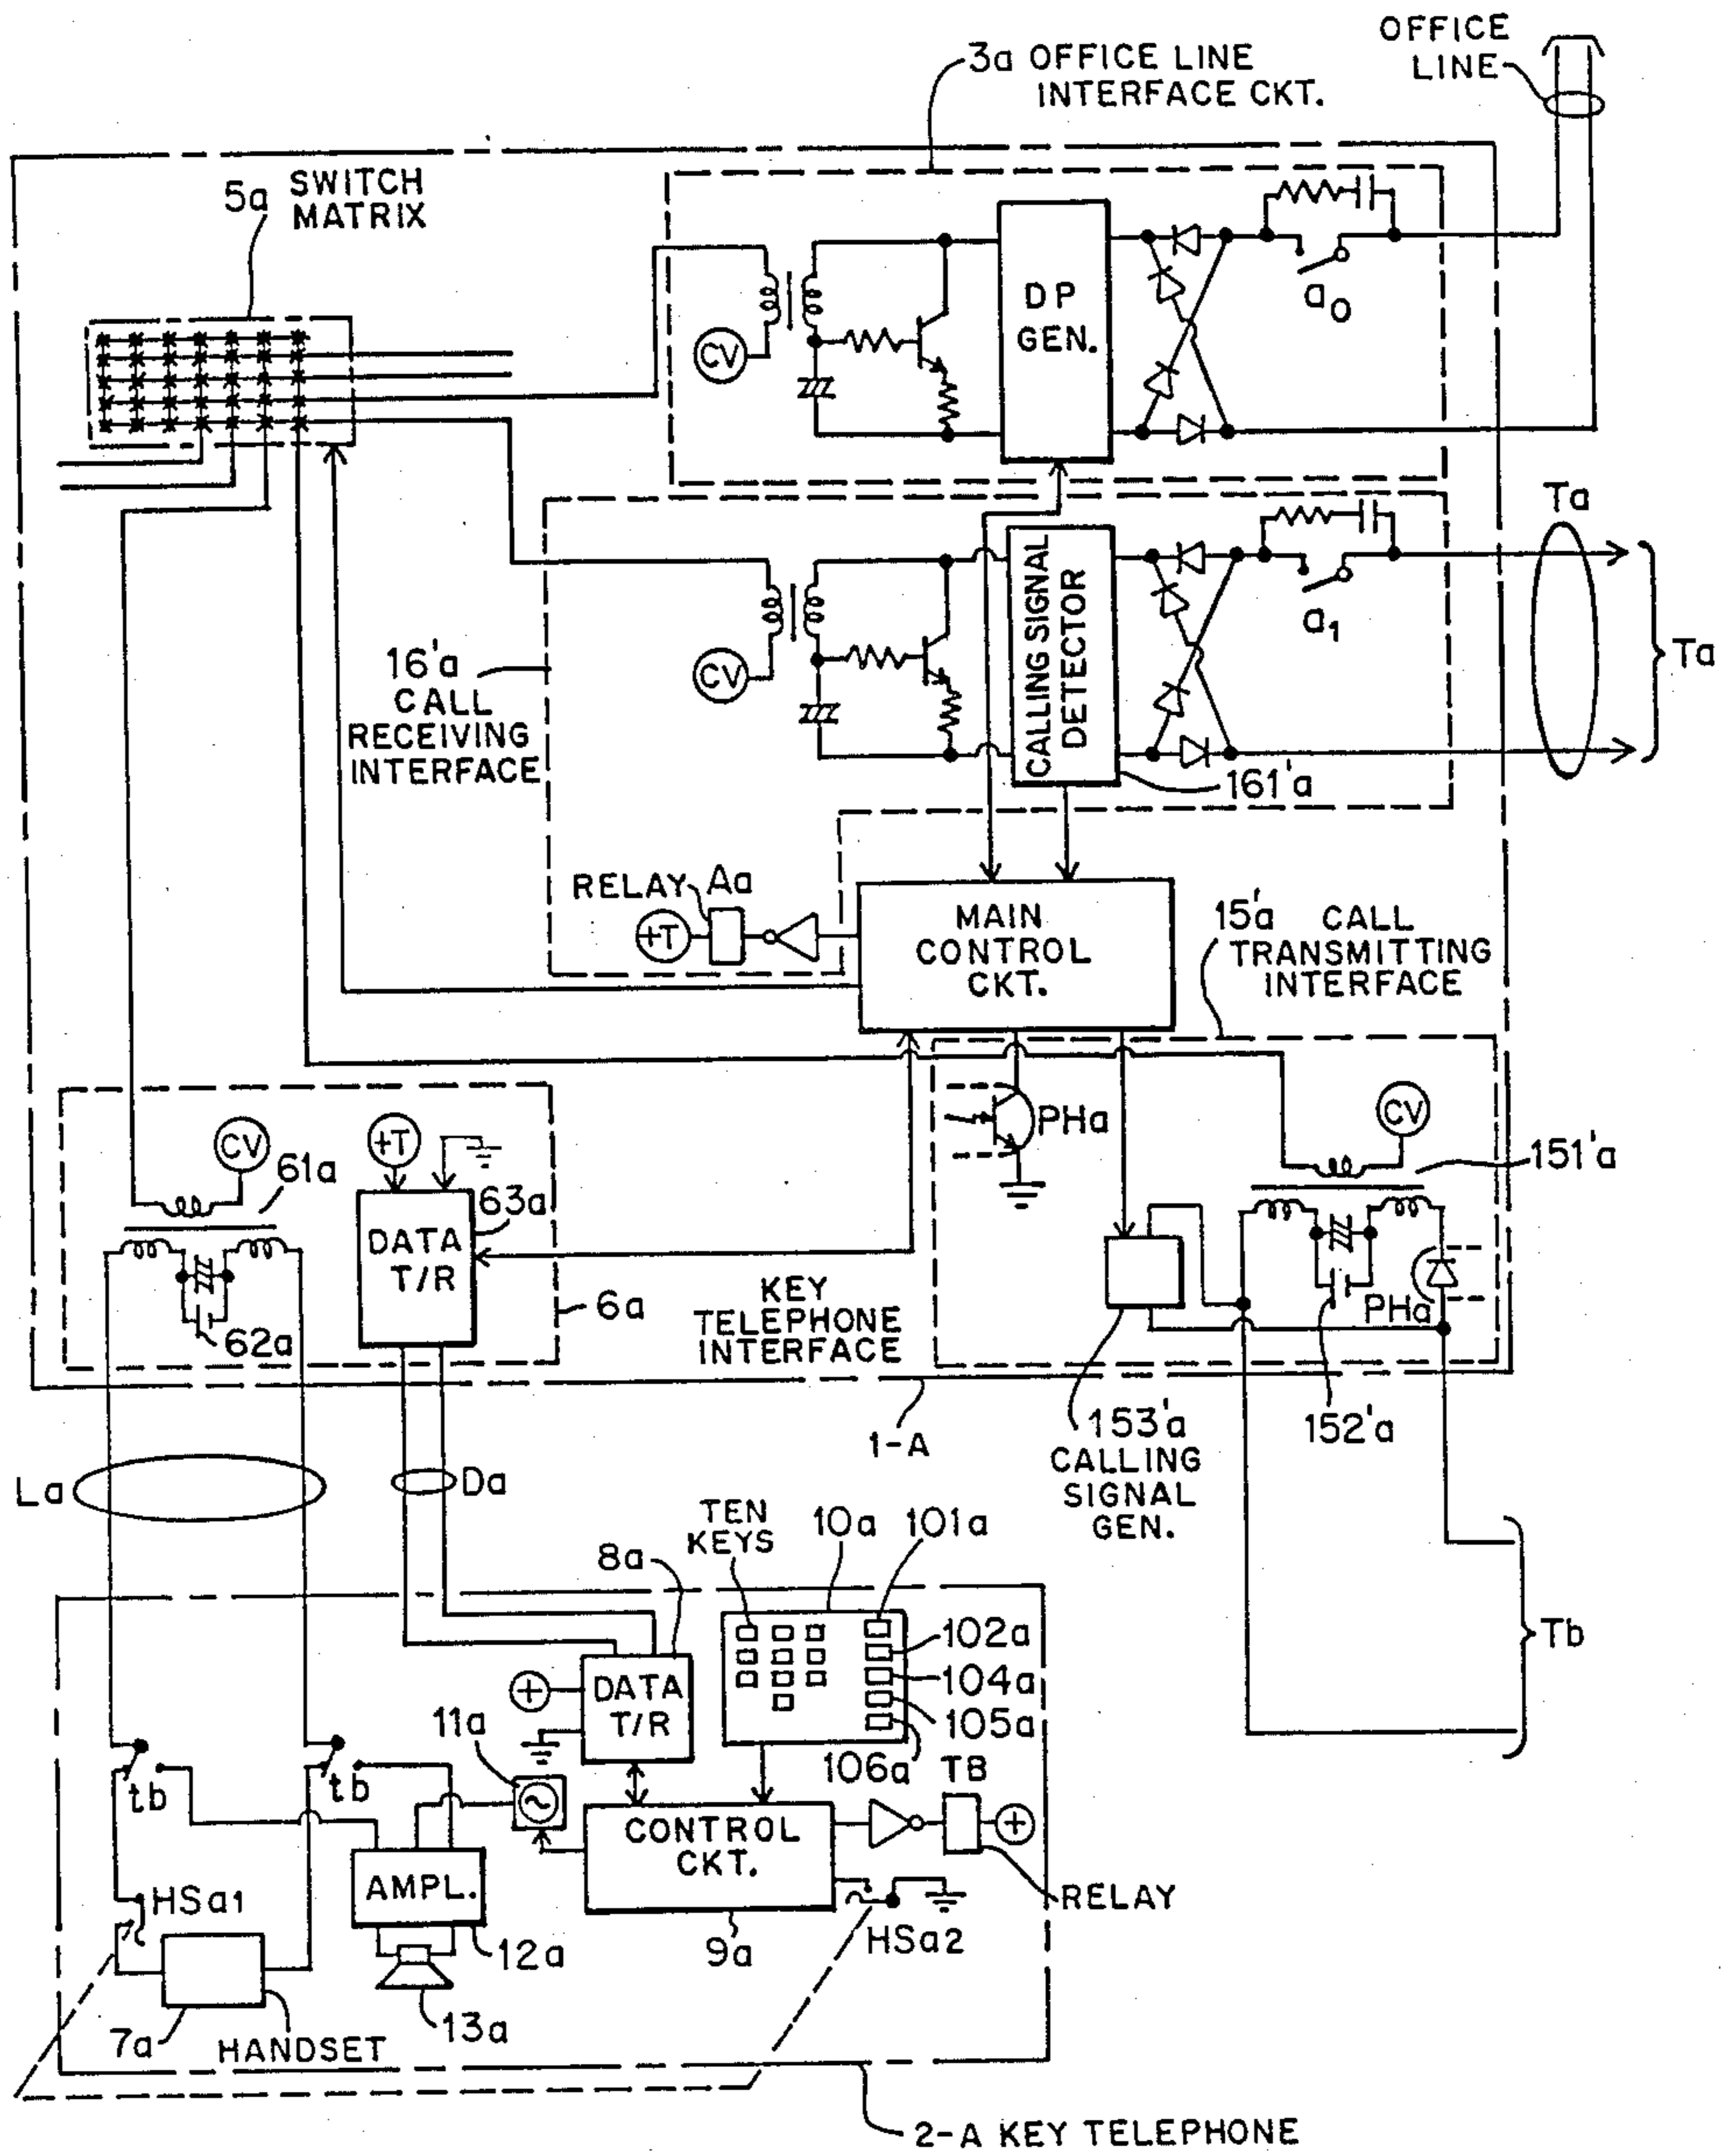 OFFICE
LINE
3a OFFICE LINE
INTERFACE CKT.
5a SWITCH
MATRIX
DP
GEN.
a0
CV
Ta
Ta
CALLING SIGNAL
DETECTOR
a1
CV
16'a
CALL
RECEIVING
INTERFACE
161'a
RELAY Aa
+T
MAIN
CONTROL
CKT.
15'a CALL
TRANSMITTING
INTERFACE
PHa
CV
151'a
CV
61a
+T
63a
DATA
T/R
62a
6a
KEY
TELEPHONE
INTERFACE
PHa
152'a
153'a
CALLING
SIGNAL
GEN.
1-A
La
Da
TEN
KEYS
10a
101a
8a
102a
104a
105a
106a
Tb
DATA
T/R
+
11a
tb
tb
TB
CONTROL
CKT.
+
RELAY
AMPL.
HSa1
HSa2
9a
12a
13a
7a
HANDSET
2-A KEY TELEPHONE